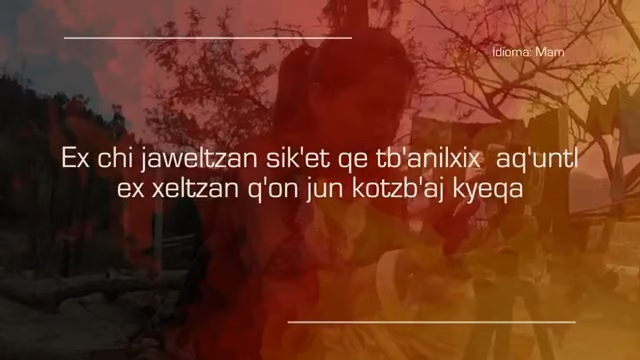 Idioma: Mam
Ex chi jaweltzan sik'et qe tb'anilxix aq'untl
ex xeltzan q'on jun kotzb'aj kyeqa